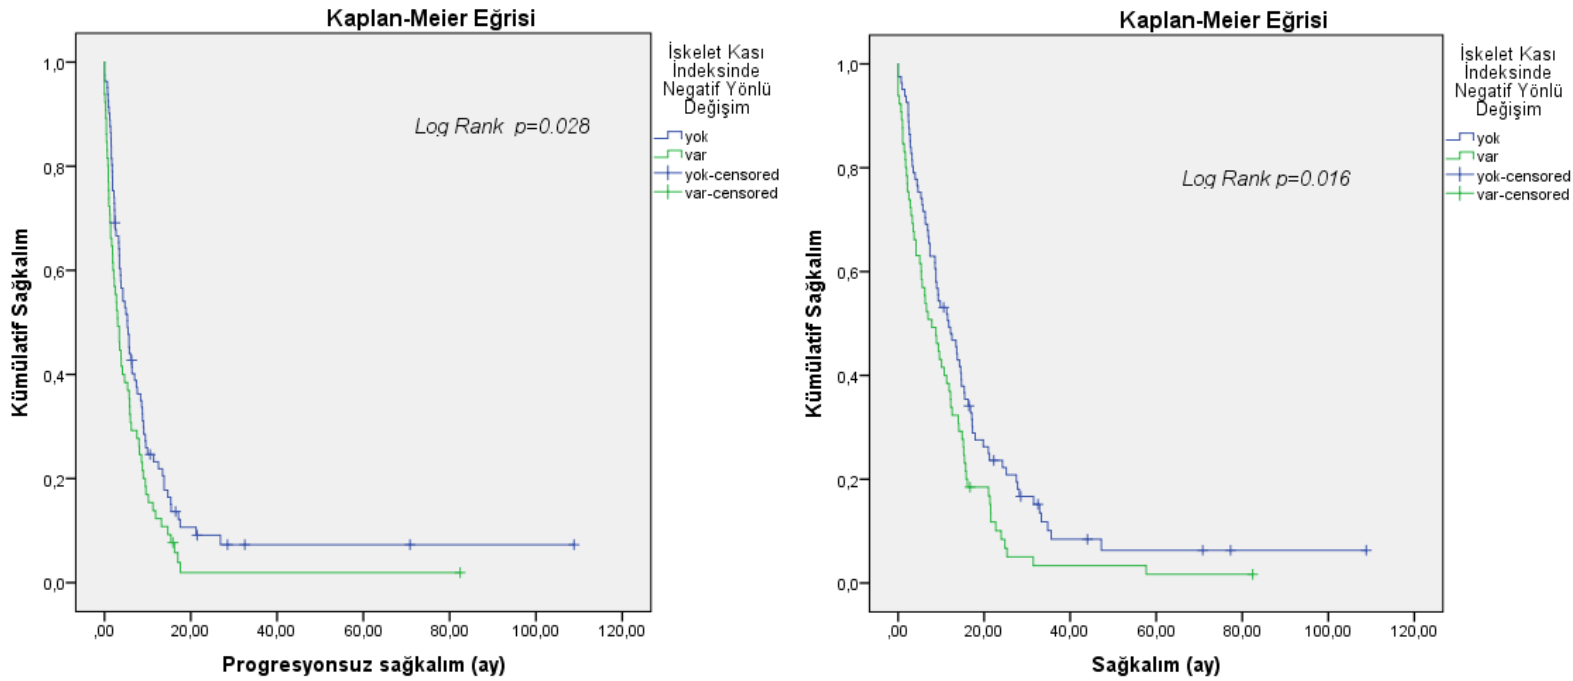 Kaplan-Meier Eğrisi
Kümülatif Sağkalım
1,0
0,8
0,6
0,4
0,2
0,0
Log Rank p=0.028
,00
20,00
40,00
60,00
80,00
100,00
120,00
Progresyonsuz sağkalım (ay)
İskelet Kası
İndeksinde
Negatif Yönlü
Değişim
yok
var
yok-censored
var-censored
Kaplan-Meier Eğrisi
Kümülatif Sağkalım
1,0
0,8
0,6
0,4
0,2
0,0
Log Rank p=0.016
,00
20,00
40,00
60,00
80,00
100,00
120,00
Sağkalım (ay)
İskelet Kası
İndeksinde
Negatif Yönlü
Değişim
yok
var
yok-censored
var-censored